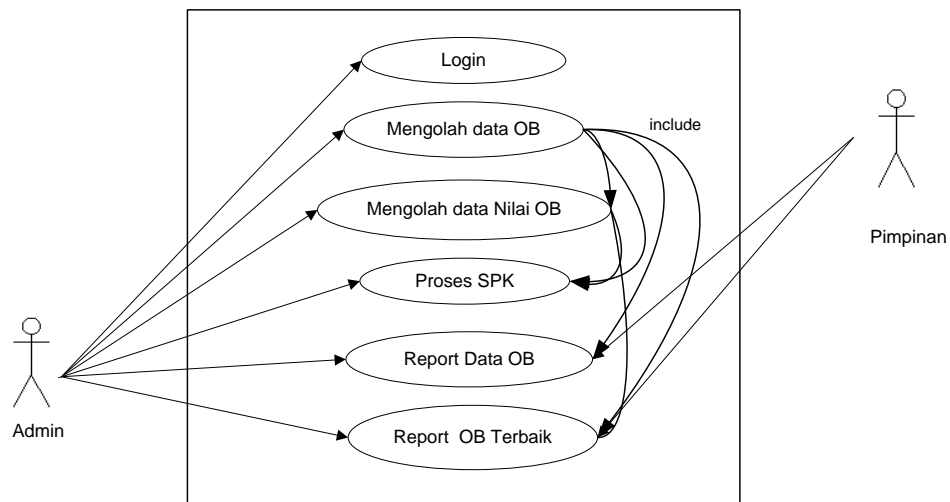 Login
Mengolah data OB
include
Mengolah data Nilai OB
Pimpinan
Proses SPK
Report Data OB
Admin
Report OB Terbaik